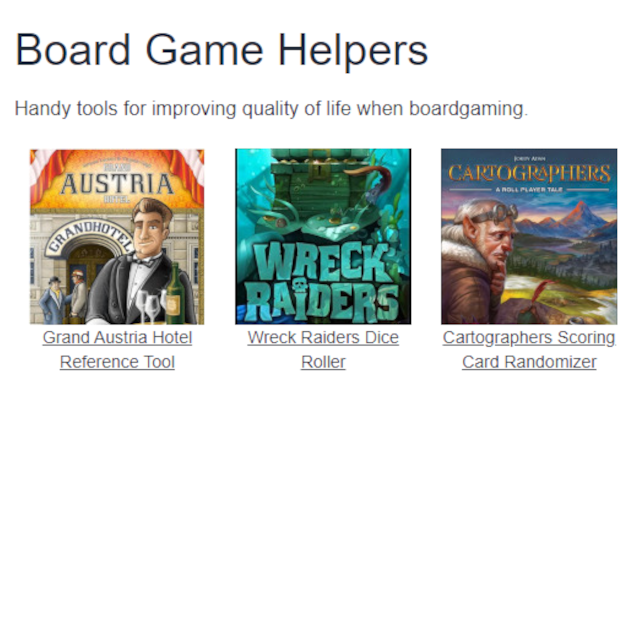 Board Game Helpers
Handy tools for improving quality of life when boardgaming.
GRAND
AUSTRIA
HOTEL
GRANDHOTEL
WRECK
RAIDERS
JORDY ADAN
CARTOGRAPHERS
A ROLL PLAYER TALE
Grand Austria Hotel
Reference Tool
Wreck Raiders Dice
Roller
Cartographers Scoring
Card Randomizer